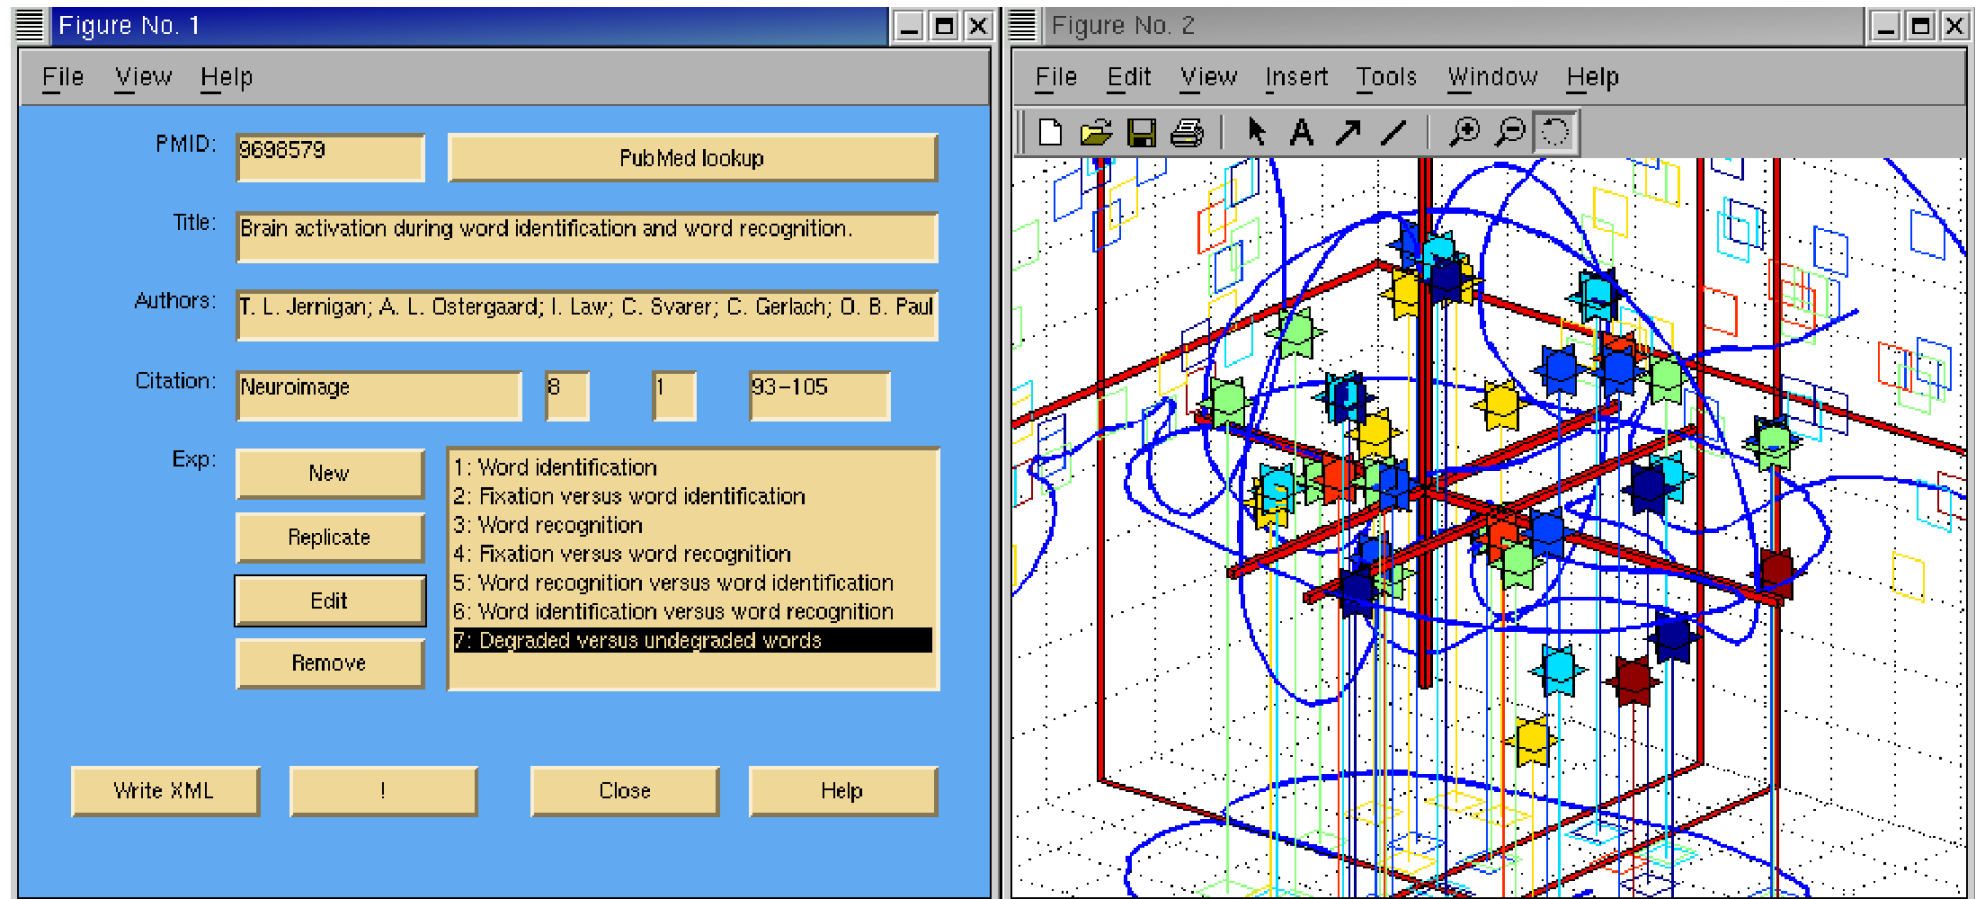 Figure No. 1
File View Help
PMID: 9698579 PubMed lookup
Title: Brain activation during word identification and word recognition.
Authors: T. L. Jernigan; A. L. Ostergaard; I. Law; C. Svarer; C. Gerlach; O. B. Paul
Citation: Neuroimage 8 1 93-105
Exp: New
Replicate
Edit
Remove
1: Word identification
2: Fixation versus word identification
3: Word recognition
4: Fixation versus word recognition
5: Word recognition versus word identification
6: Word identification versus word recognition
7: Degraded versus undegraded words
Write XML ! Close Help
Figure No. 2
File Edit View Insert Tools Window Help
A